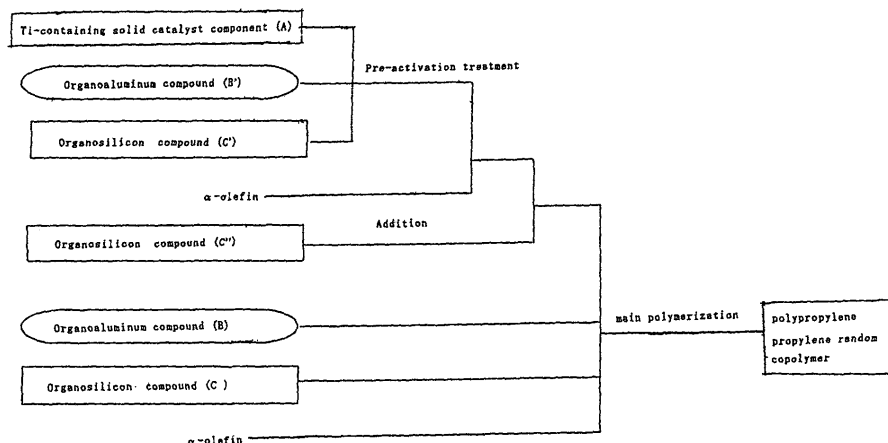 Ti-containing solid catalyst component (A)
Pre-activation treatment
Organoaluminum compound (B')
Organosilicon compound (C')
α-olefin
Addition
Organosilicon compound (C")
Organoaluminum compound (B)
main polymerization
polypropylene
propylene random
copolymer
Organosilicon compound (C)
α-olefin